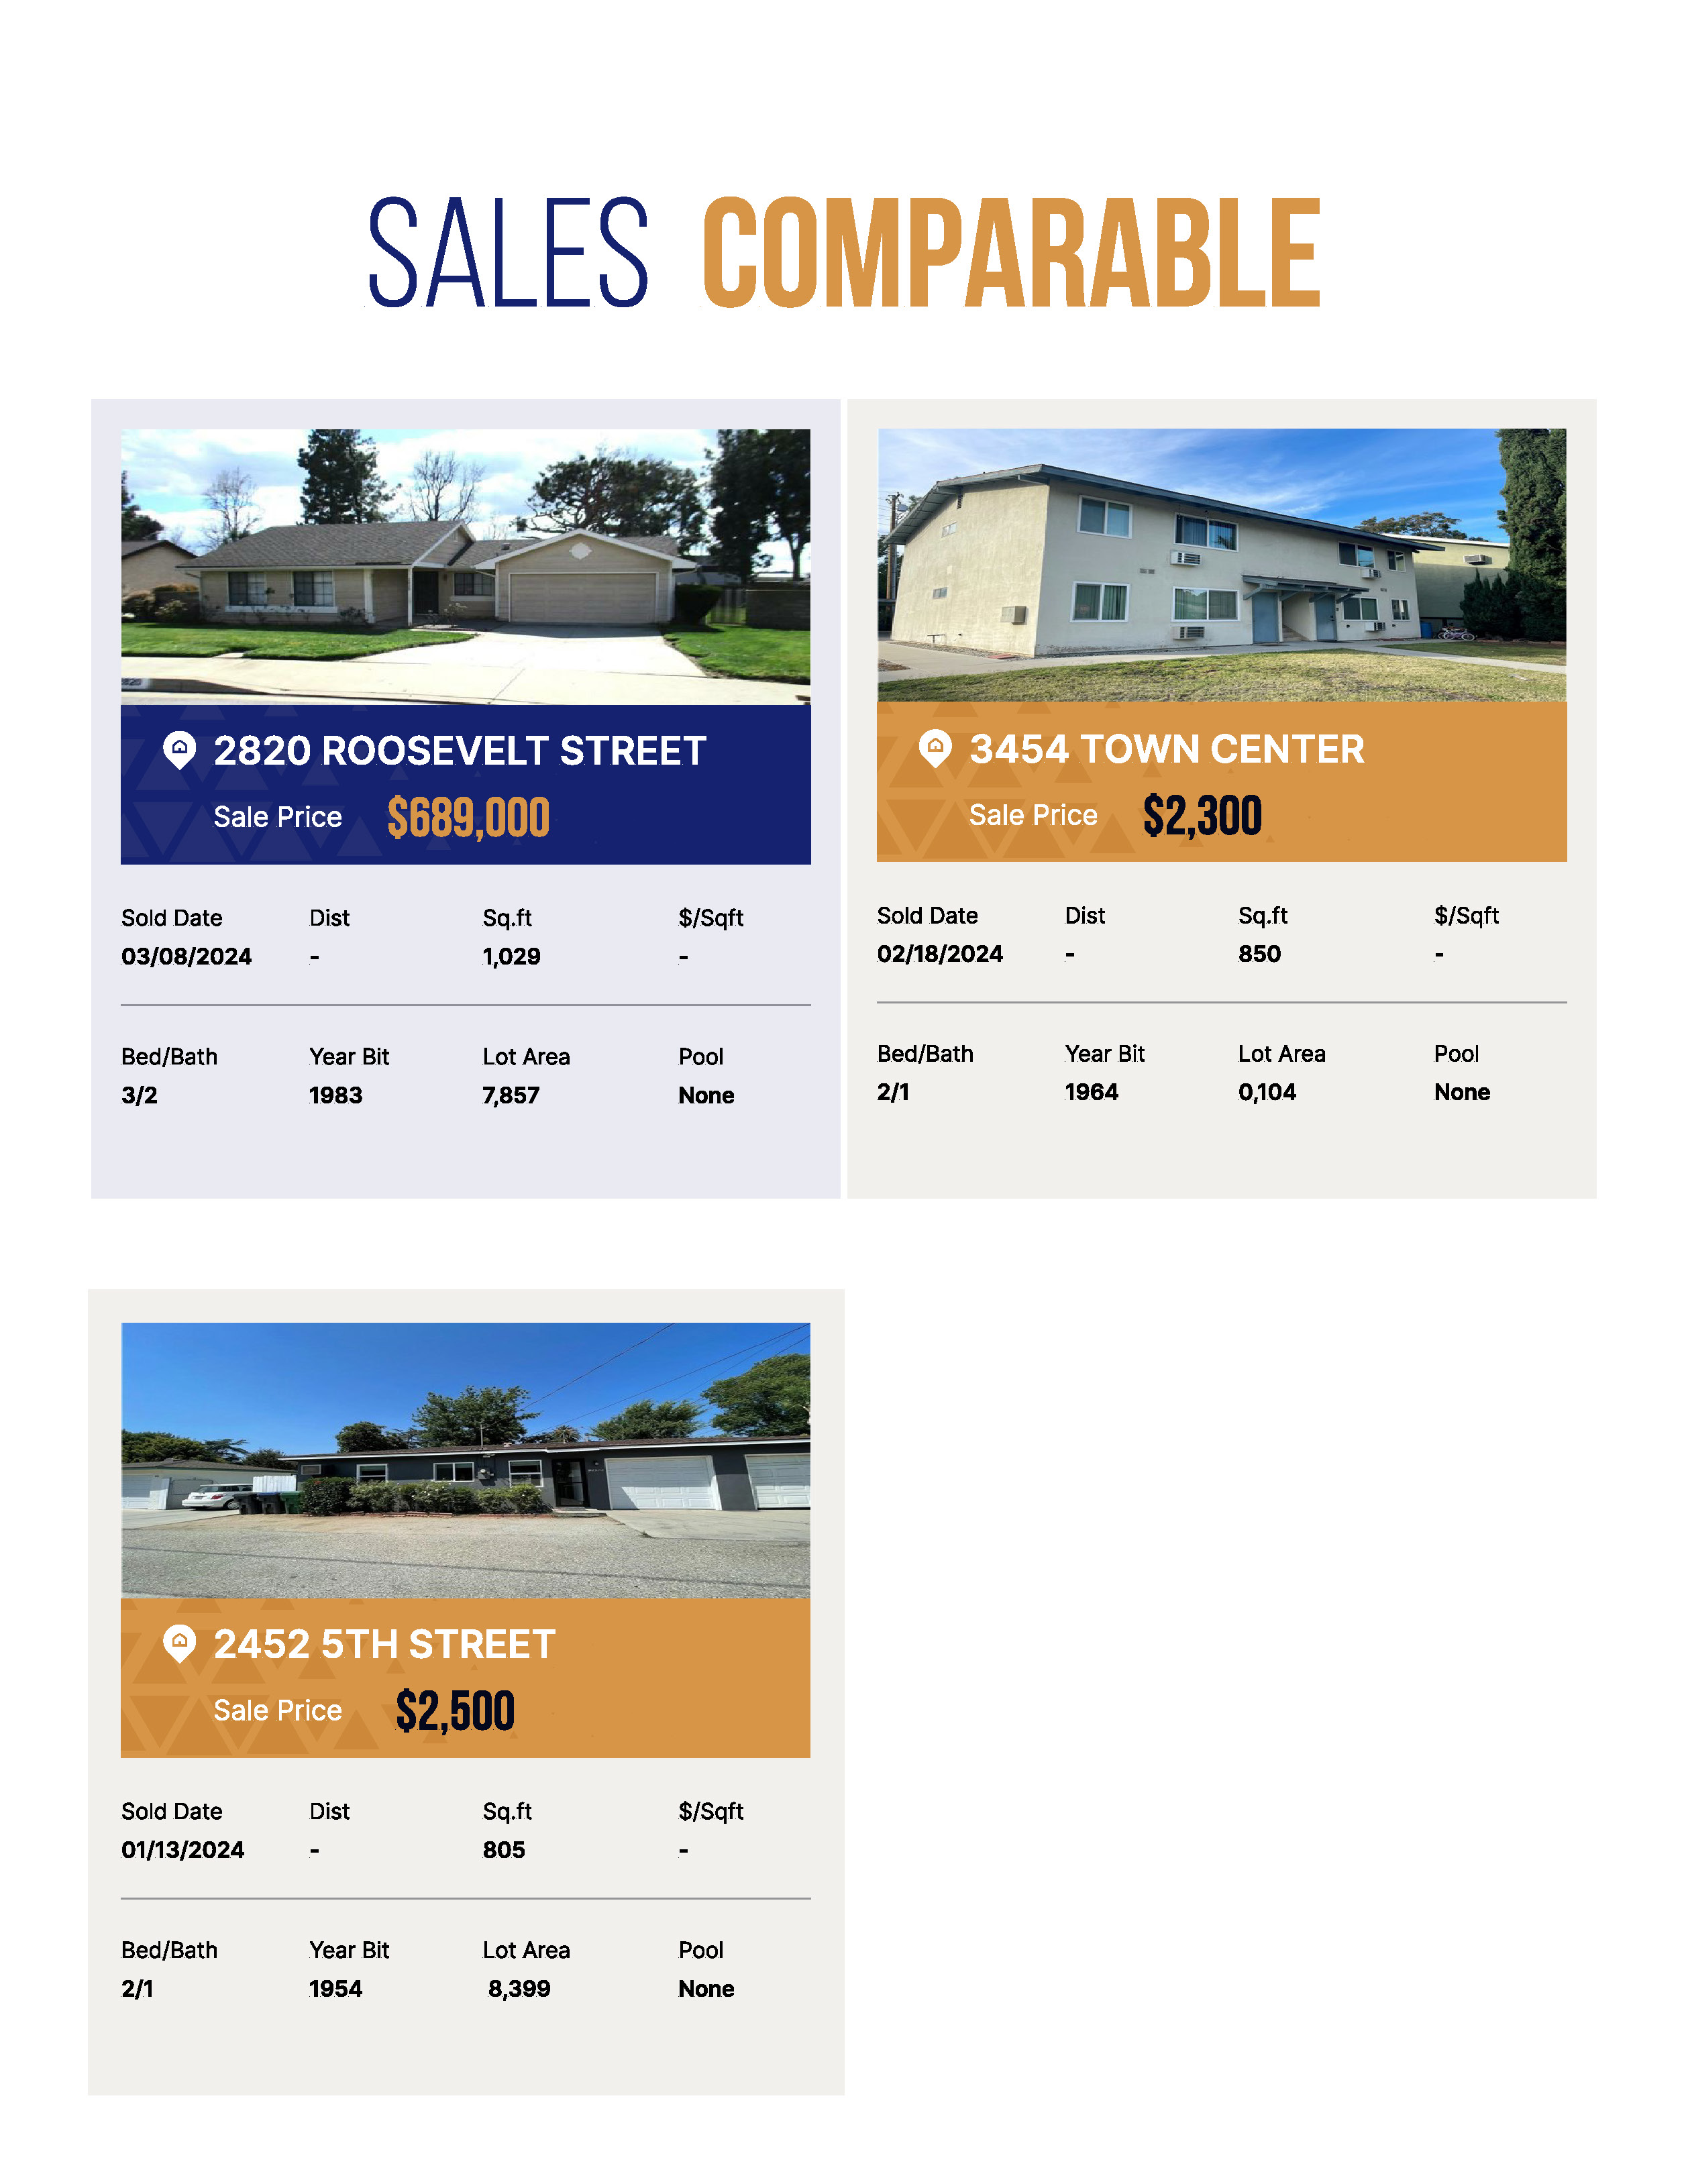 SALES COMPARABLE
2820 ROOSEVELT STREET
Sale Price $689,000
Sold Date Dist Sq.ft $/Sqft
03/08/2024 - 1,029 -
Bed/Bath Year Bit Lot Area Pool
3/2 1983 7,857 None
3454 TOWN CENTER
Sale Price $2,300
Sold Date Dist Sq.ft $/Sqft
02/18/2024 - 850 -
Bed/Bath Year Bit Lot Area Pool
2/1 1964 0,104 None
2452 5TH STREET
Sale Price $2,500
Sold Date Dist Sq.ft $/Sqft
01/13/2024 - 805 -
Bed/Bath Year Bit Lot Area Pool
2/1 1954 8,399 None